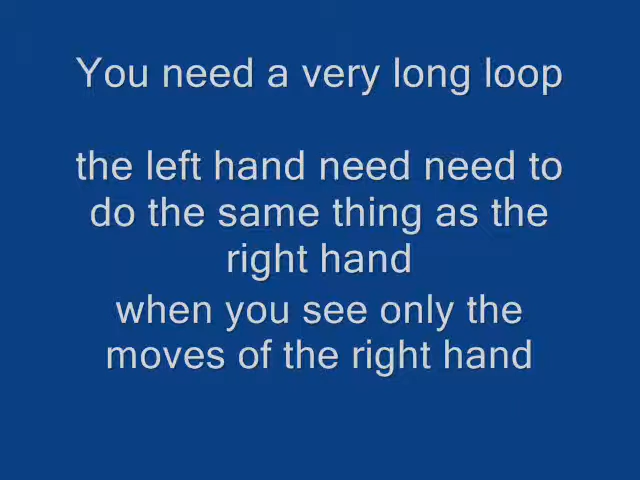 You need a very long loop
the left hand need need to
do the same thing as the
right hand
when you see only the
moves of the right hand